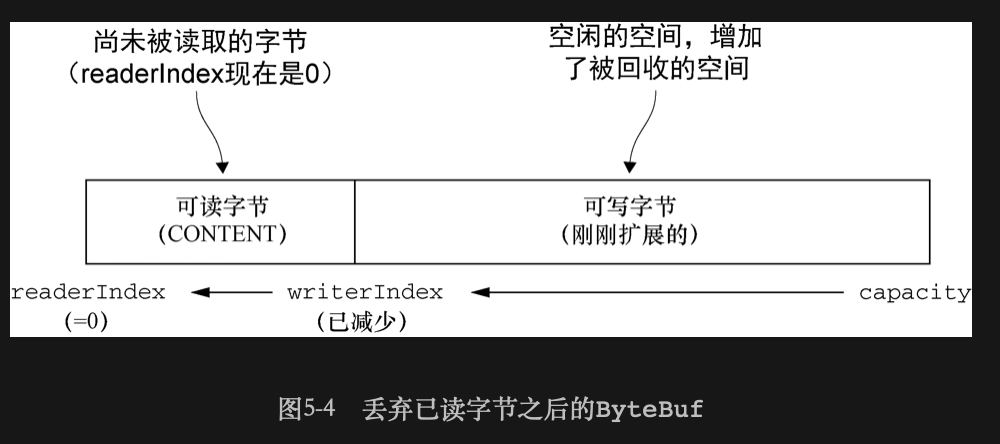 尚未被读取的字节
（readerIndex现在是0）
空闲的空间，增加
了被回收的空间
可读字节
(CONTENT)
可写字节
（刚刚扩展的）
readerIndex
(=0)
writerIndex
（已减少）
capacity
图5-4 丢弃已读字节之后的ByteBuf